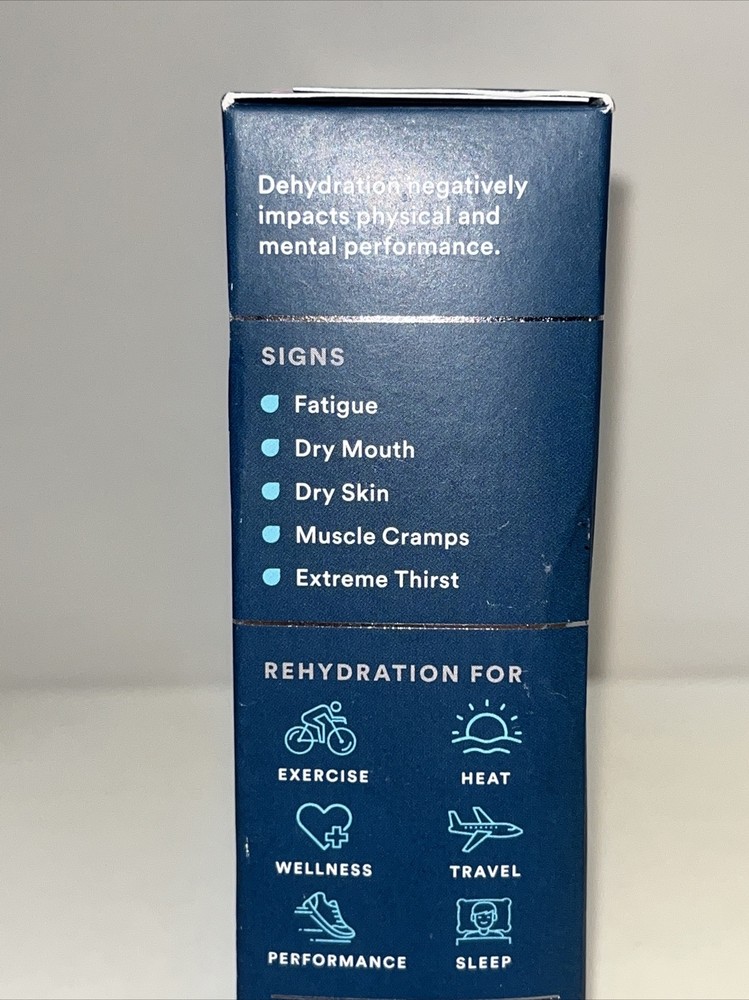 Dehydration negatively
impacts physical and
mental performance.
SIGNS
Fatigue
Dry Mouth
Dry Skin
Muscle Cramps
Extreme Thirst
REHYDRATION FOR
EXERCISE HEAT
WELLNESS TRAVEL
PERFORMANCE SLEEP